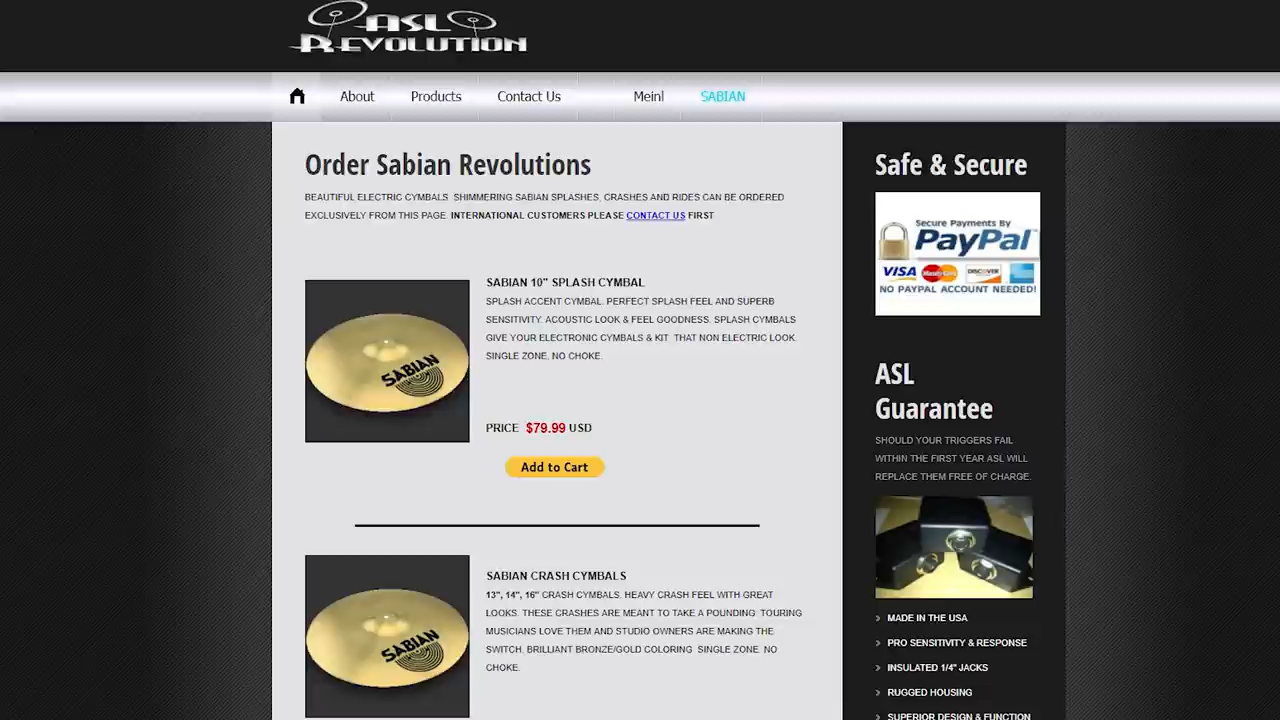 ASL
REVOLUTION
About Products Contact Us Meinl SABIAN
Order Sabian Revolutions
BEAUTIFUL ELECTRIC CYMBALS SHIMMERING SABIAN SPLASHES, CRASHES AND RIDES CAN BE ORDERED
EXCLUSIVELY FROM THIS PAGE. INTERNATIONAL CUSTOMERS PLEASE CONTACT US FIRST
SABIAN
SABIAN 10" SPLASH CYMBAL
SPLASH ACCENT CYMBAL. PERFECT SPLASH FEEL AND SUPERB
SENSITIVITY. ACOUSTIC LOOK & FEEL GOODNESS. SPLASH CYMBALS
GIVE YOUR ELECTRONIC CYMBALS & KIT THAT NON ELECTRIC LOOK.
SINGLE ZONE, NO CHOKE.
PRICE $79.99 USD
Add to Cart
SABIAN
SABIAN CRASH CYMBALS
13", 14", 16" CRASH CYMBALS. HEAVY CRASH FEEL WITH GREAT
LOOKS. THESE CRASHES ARE MEANT TO TAKE A POUNDING. TOURING
MUSICIANS LOVE THEM AND STUDIO OWNERS ARE MAKING THE
SWITCH. BRILLIANT BRONZE/GOLD COLORING. SINGLE ZONE. NO
CHOKE.
Safe & Secure
Secure Payments By
PayPal
VISA MasterCard DISCOVER
NO PAYPAL ACCOUNT NEEDED!
ASL
Guarantee
SHOULD YOUR TRIGGERS FAIL
WITHIN THE FIRST YEAR ASL WILL
REPLACE THEM FREE OF CHARGE.
MADE IN THE USA
PRO SENSITIVITY & RESPONSE
INSULATED 1/4" JACKS
RUGGED HOUSING
SUPERIOR DESIGN & FUNCTION